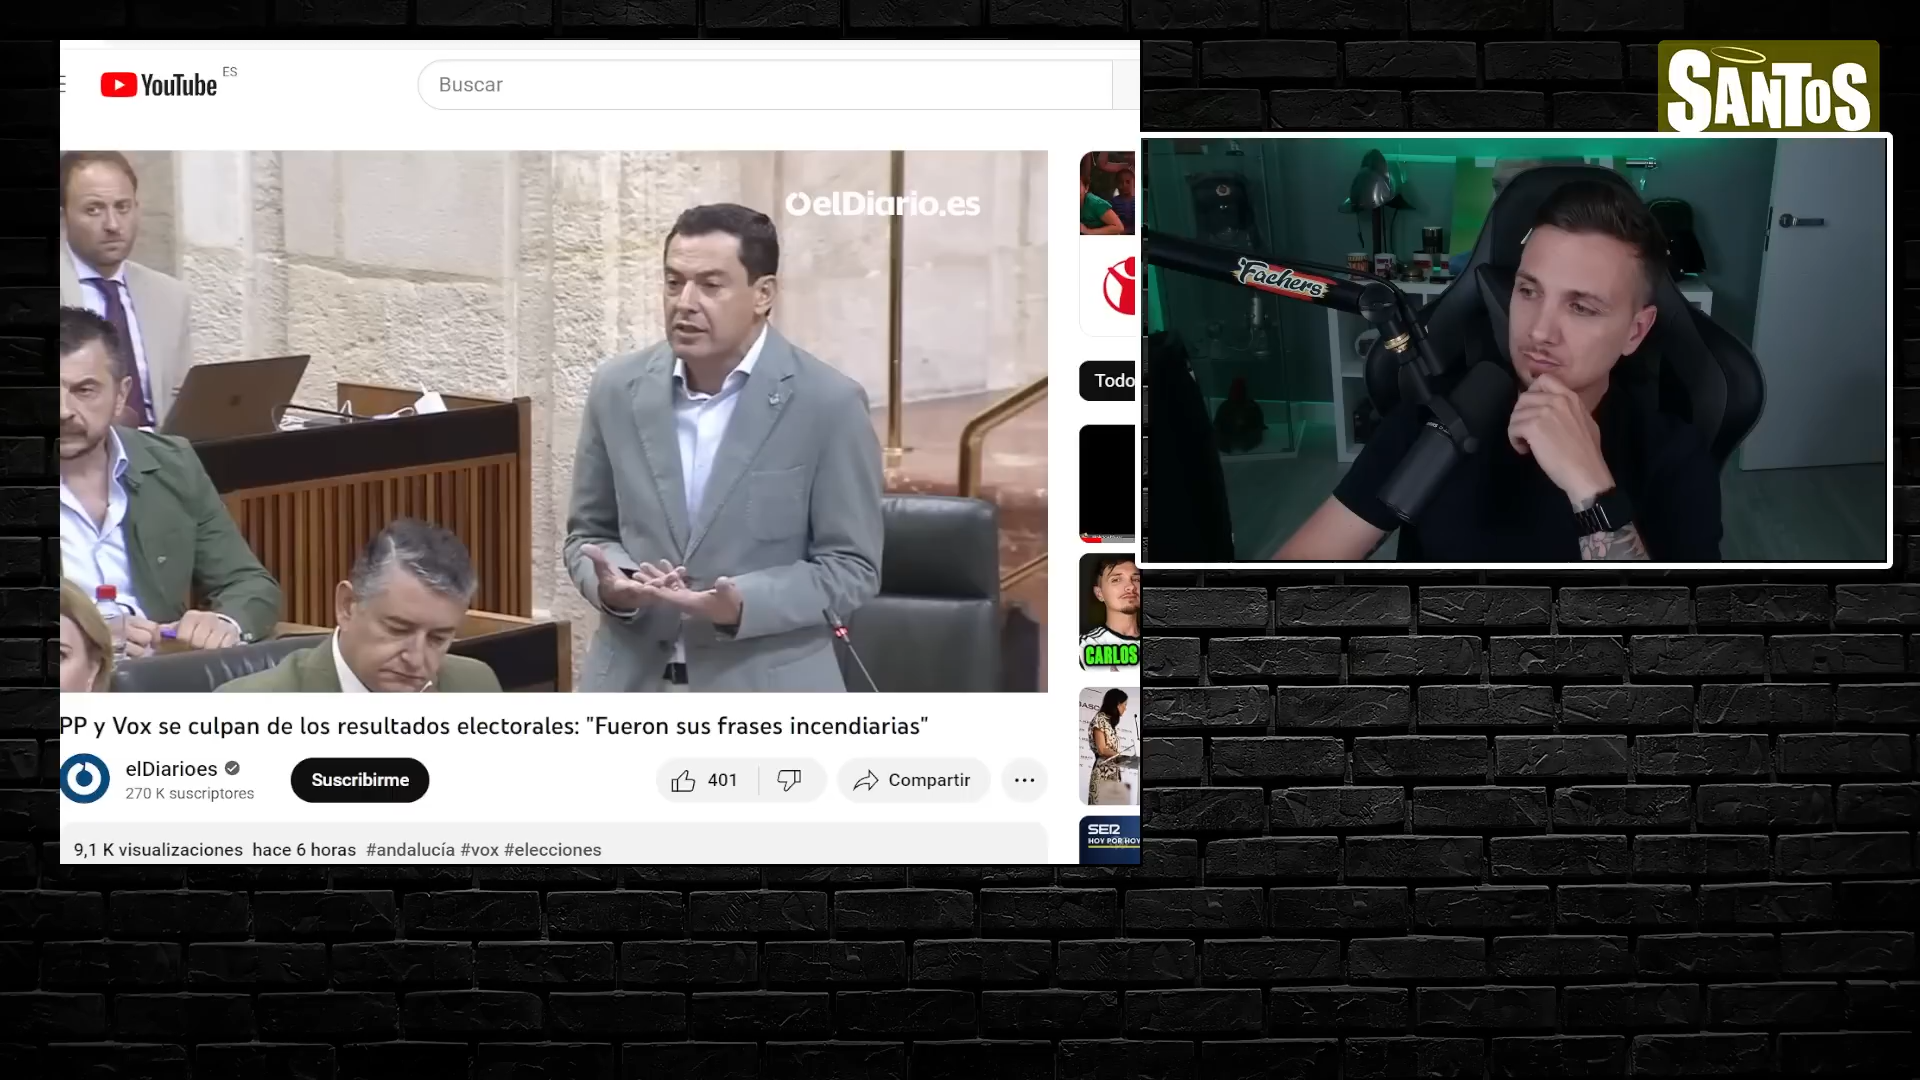 YouTube ES
Buscar
elDiario.es
Todo
CARLOS
SER
HOY POR HOY
PP y Vox se culpan de los resultados electorales: "Fueron sus frases incendiarias"
elDiarioes
270 K suscriptores
Suscribirme
401
Compartir
9,1 K visualizaciones hace 6 horas #andalucía #vox #elecciones
SANTOS
Fachers